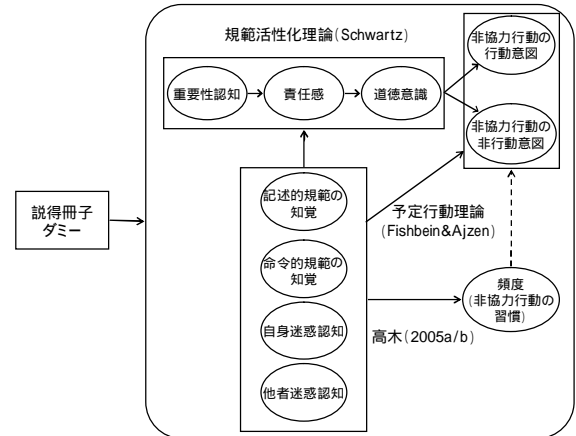 規範活性化理論(Schwartz)
重要性認知
責任感
道徳意識
非協力行動の
行動意図
非協力行動の
非行動意図
説得冊子
ダミー
記述的規範の
知覚
命令的規範の
知覚
自身迷惑認知
他者迷惑認知
予定行動理論
(Fishbein&Ajzen)
頻度
(非協力行動の
習慣)
高木(2005a/b)